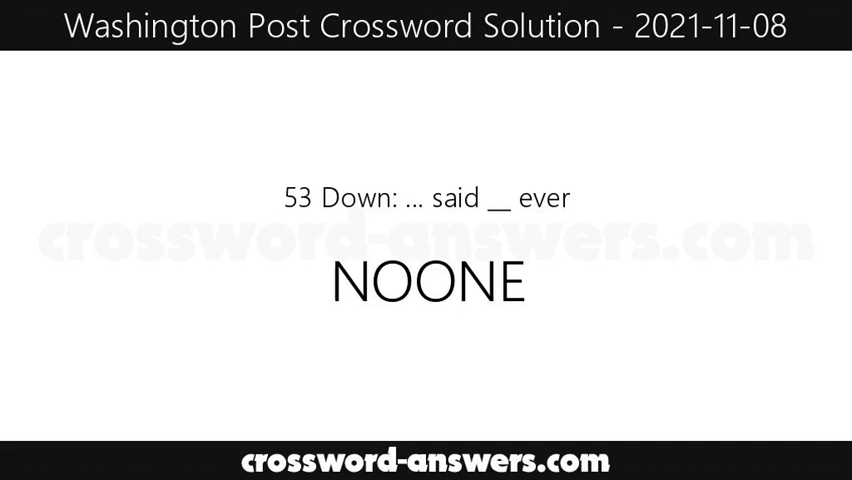 Washington Post Crossword Solution - 2021-11-08
53 Down: ... said __ ever
crossword-answers.com
NOONE
crossword-answers.com